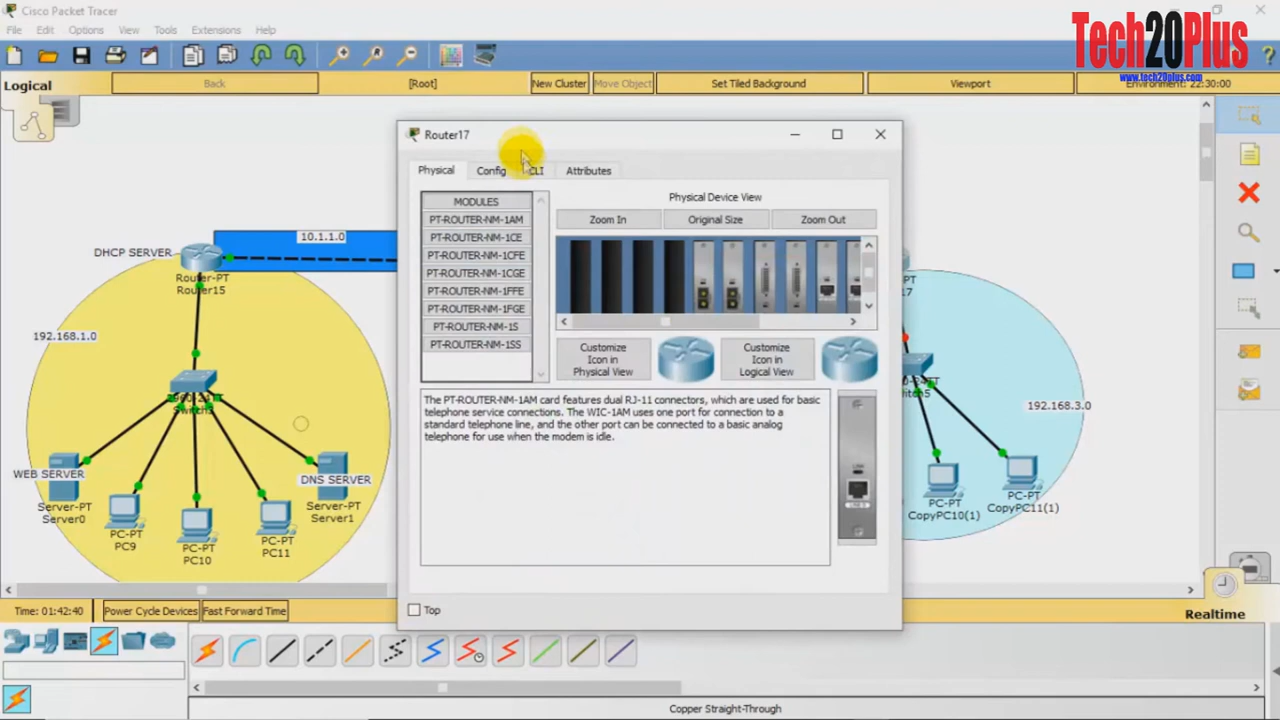 Cisco Packet Tracer
File Edit Options View Tools Extensions Help
Tech20Plus
www.tech20plus.com
?
Logical
Back
[Root]
New Cluster
Move Object
Set Tiled Background
Viewport
Environment: 22:30:00
Router17
Physical
Config
CLI
Attributes
MODULES
PT-ROUTER-NM-1AM
PT-ROUTER-NM-1CE
PT-ROUTER-NM-1CFE
PT-ROUTER-NM-1CGE
PT-ROUTER-NM-1FFE
PT-ROUTER-NM-1FGE
PT-ROUTER-NM-1S
PT-ROUTER-NM-1SS
Physical Device View
Zoom In
Original Size
Zoom Out
Customize
Icon in
Physical View
Customize
Icon in
Logical View
The PT-ROUTER-NM-1AM card features dual RJ-11 connectors, which are used for basic
telephone service connections. The WIC-1AM uses one port for connection to a
standard telephone line, and the other port can be connected to a basic analog
telephone for use when the modem is idle.
Top
10.1.1.0
DHCP SERVER
Router-PT
Router15
192.168.1.0
2960-24TT
WEB SERVER
Server-PT
Server0
PC-PT
PC9
PC-PT
PC10
PC-PT
PC11
DNS SERVER
Server-PT
Server1
PT
17
192.168.3.0
PC-PT
CopyPC10(1)
PC-PT
CopyPC11(1)
Time: 01:42:40
Power Cycle Devices
Fast Forward Time
Realtime
Copper Straight-Through